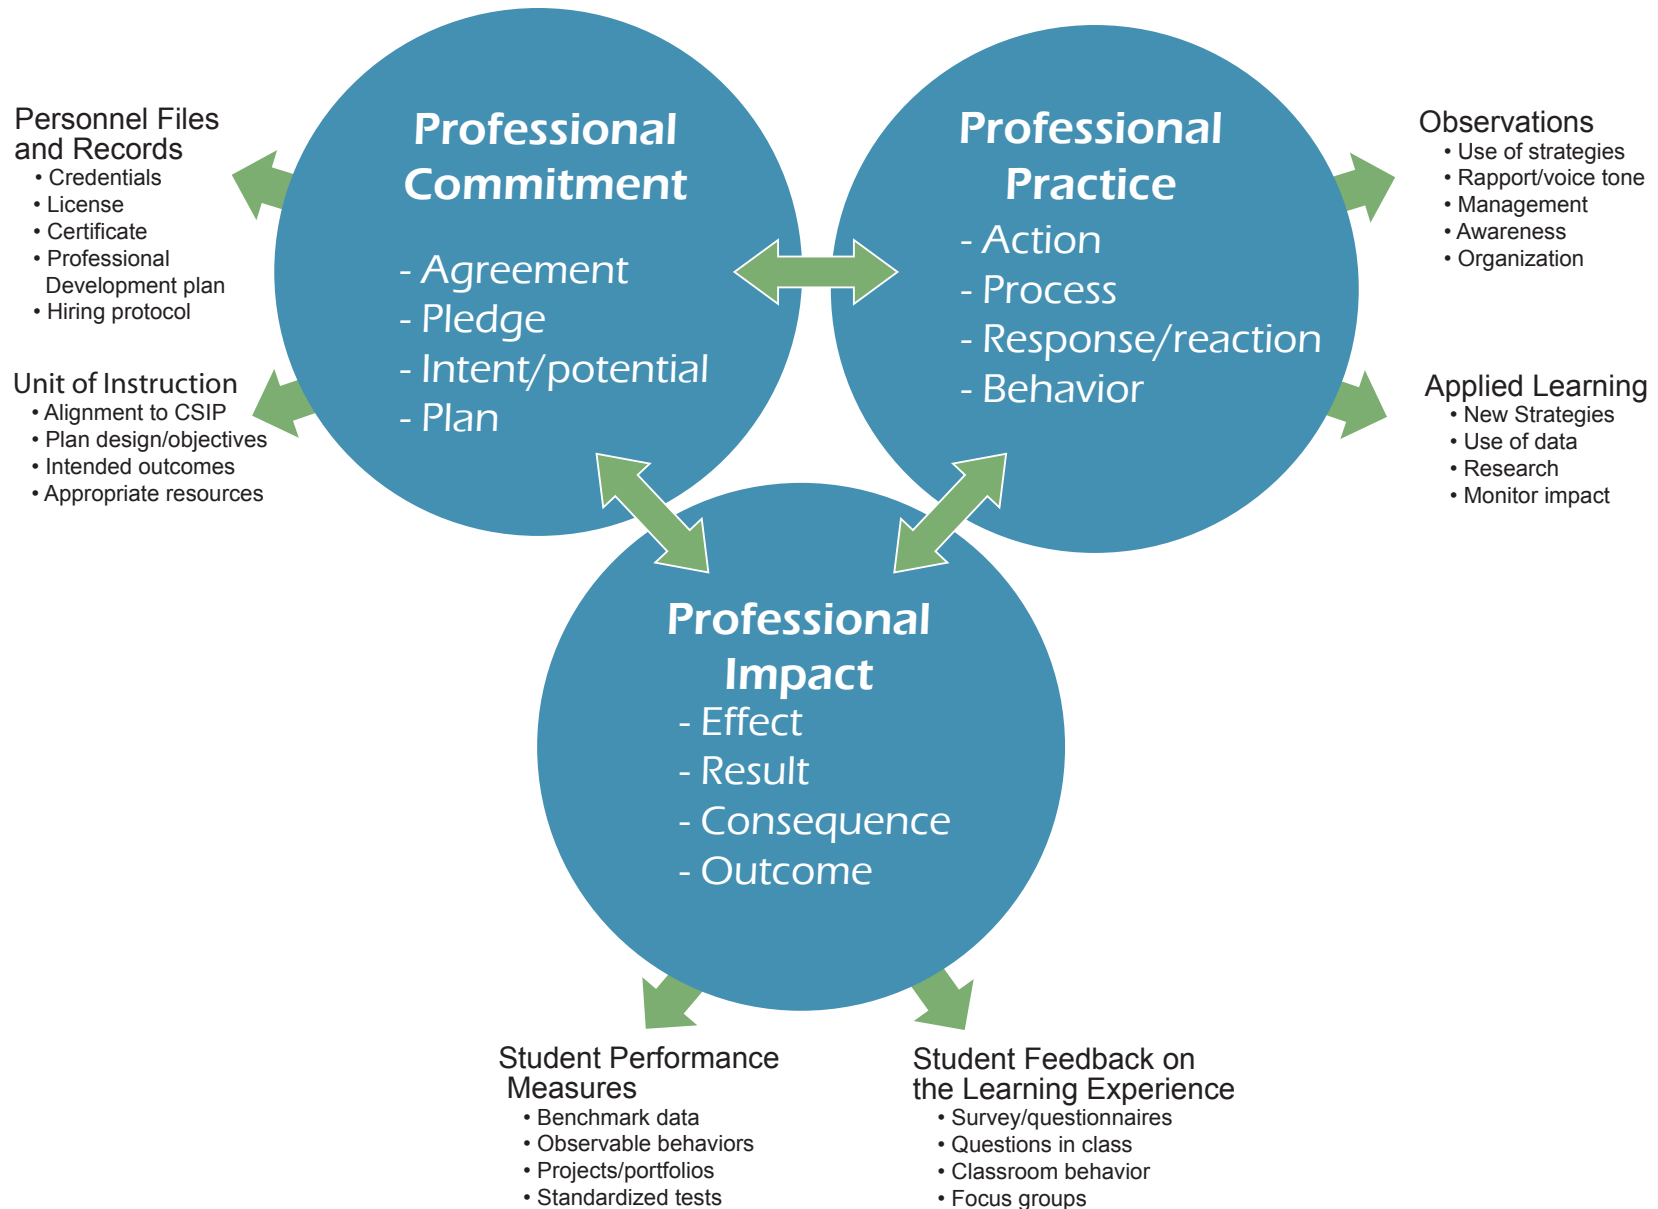 Professional
Commitment
- Agreement
- Pledge
- Intent/potential
- Plan
Personnel Files
and Records
• Credentials
• License
• Certificate
• Professional
Development plan
• Hiring protocol
Unit of Instruction
• Alignment to CSIP
• Plan design/objectives
• Intended outcomes
• Appropriate resources
Professional
Practice
- Action
- Process
- Response/reaction
- Behavior
Observations
• Use of strategies
• Rapport/voice tone
• Management
• Awareness
• Organization
Applied Learning
• New Strategies
• Use of data
• Research
• Monitor impact
Professional
Impact
- Effect
- Result
- Consequence
- Outcome
Student Performance
Measures
• Benchmark data
• Observable behaviors
• Projects/portfolios
• Standardized tests
Student Feedback on
the Learning Experience
• Survey/questionnaires
• Questions in class
• Classroom behavior
• Focus groups